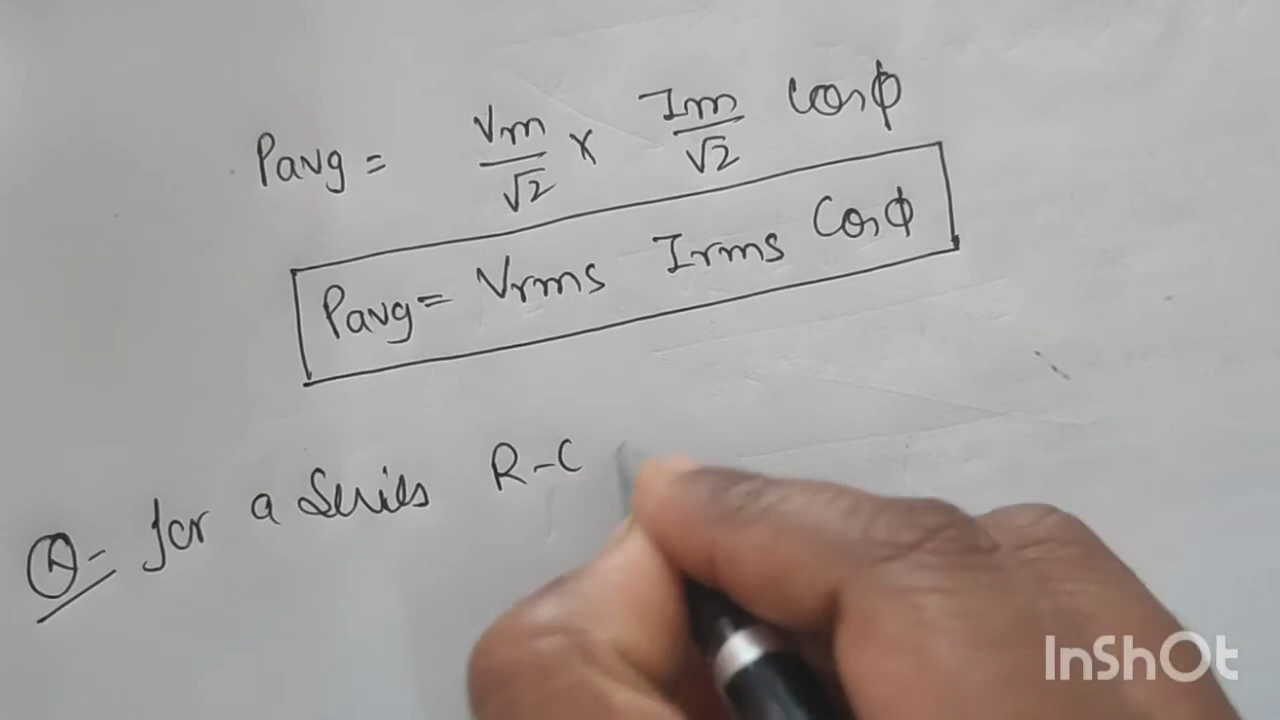 Pavg = Vm/√2 x Im/√2 Cosϕ
Pavg = Vrms Irms Cosϕ
Q- for a Series R-C
InShOt